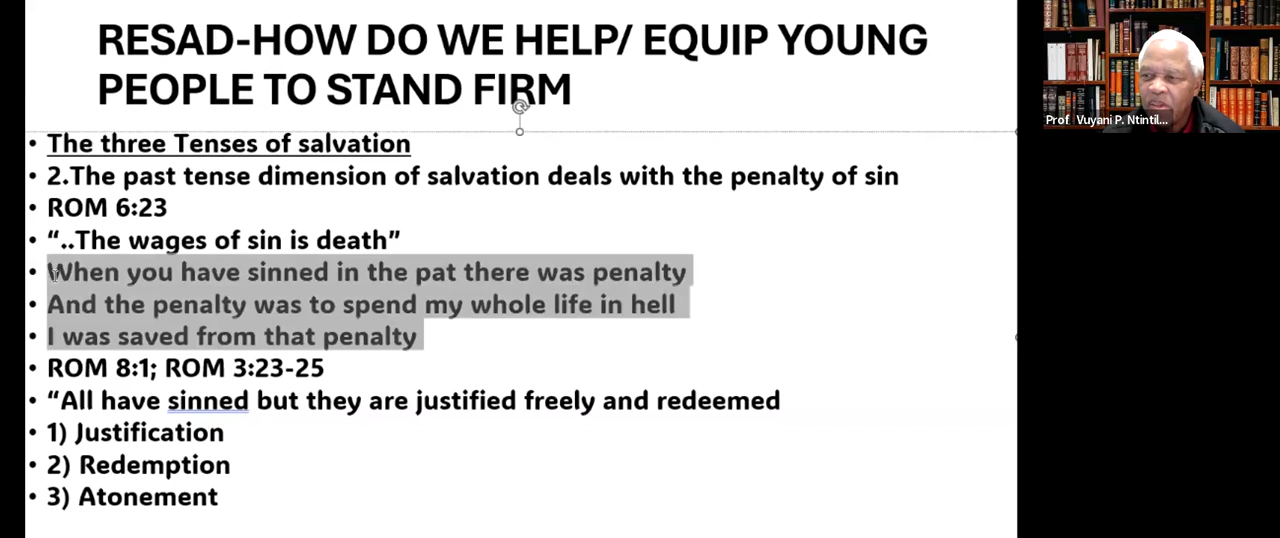 RESAD-HOW DO WE HELP/ EQUIP YOUNG
PEOPLE TO STAND FIRM
• The three Tenses of salvation
• 2.The past tense dimension of salvation deals with the penalty of sin
• ROM 6:23
• “..The wages of sin is death”
• When you have sinned in the pat there was penalty
• And the penalty was to spend my whole life in hell
• I was saved from that penalty
• ROM 8:1; ROM 3:23-25
• “All have sinned but they are justified freely and redeemed
• 1) Justification
• 2) Redemption
• 3) Atonement
Prof Vuyani P. Ntintil...